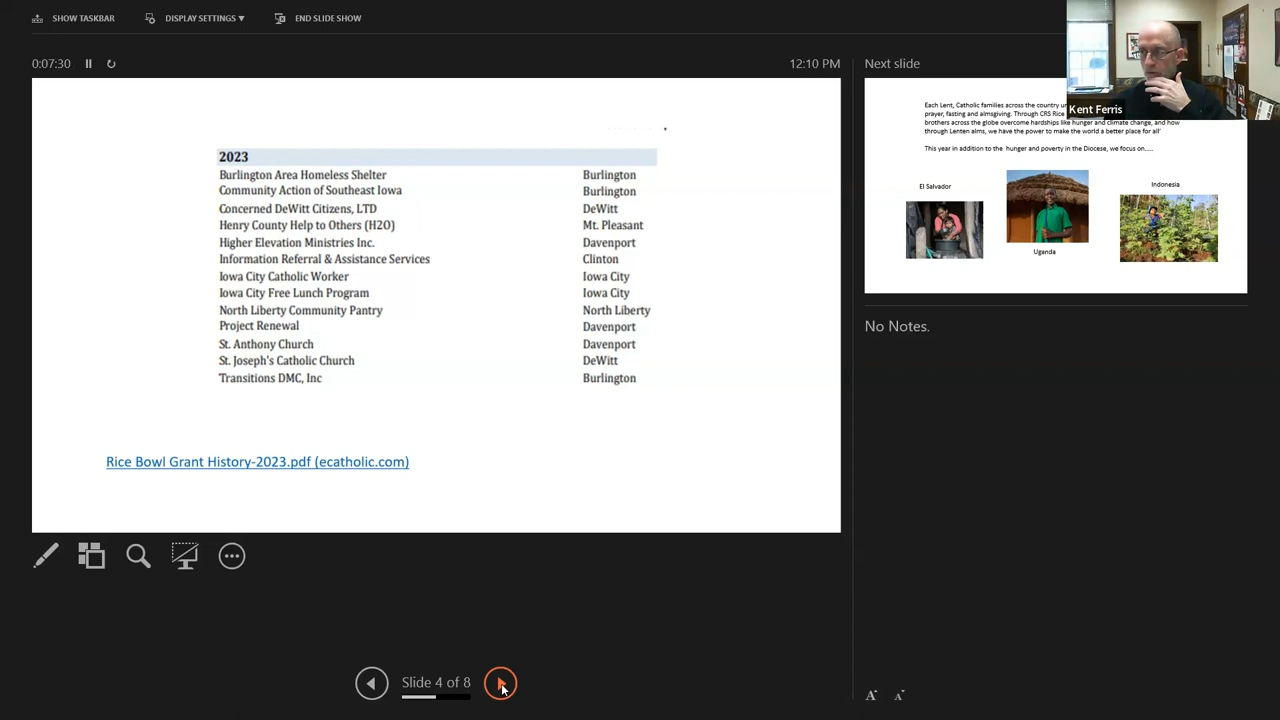 SHOW TASKBAR
DISPLAY SETTINGS ▼
END SLIDE SHOW
0:07:30
12:10 PM
2023
Burlington Area Homeless Shelter Burlington
Community Action of Southeast Iowa Burlington
Concerned DeWitt Citizens, LTD DeWitt
Henry County Help to Others (H2O) Mt. Pleasant
Higher Elevation Ministries Inc. Davenport
Information Referral & Assistance Services Clinton
Iowa City Catholic Worker Iowa City
Iowa City Free Lunch Program Iowa City
North Liberty Community Pantry North Liberty
Project Renewal Davenport
St. Anthony Church Davenport
St. Joseph's Catholic Church DeWitt
Transitions DMC, Inc Burlington
Rice Bowl Grant History-2023.pdf (ecatholic.com)
Slide 4 of 8
Next slide
Kent Ferris
Each Lent, Catholic families across the country
prayer, fasting and almsgiving. Through CRS Rice
brothers across the globe overcome hardships like hunger and climate change, and how
through Lenten alms, we have the power to make the world a better place for all'
This year in addition to the hunger and poverty in the Diocese, we focus on.....
El Salvador
Uganda
Indonesia
No Notes.
A A